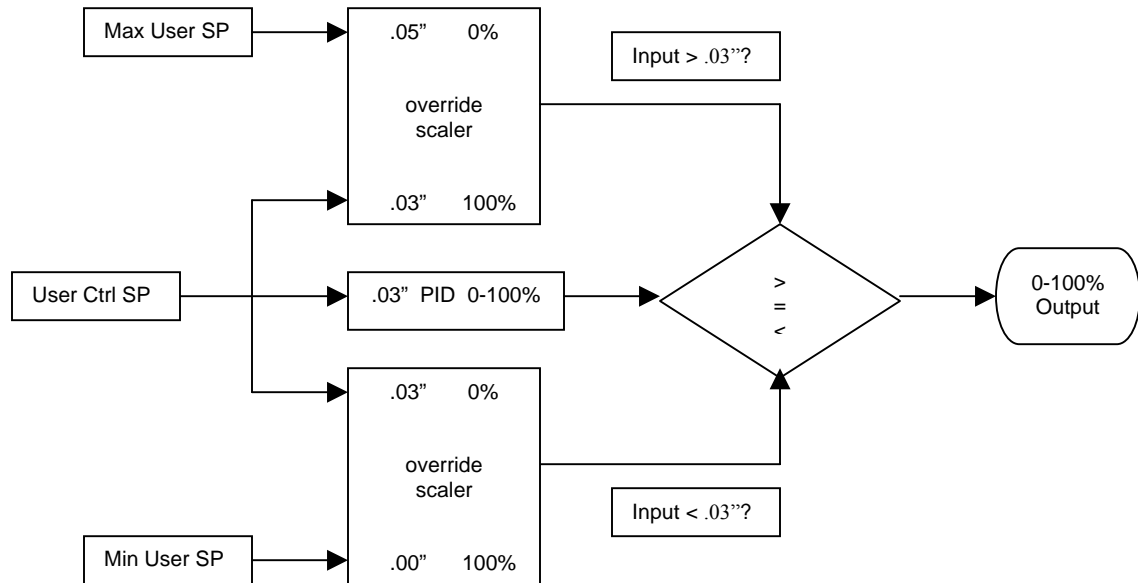 Max User SP
.05” 0%
override
scaler
.03” 100%
Input > .03”?
User Ctrl SP
.03” PID 0-100%
>
=
<
0-100%
Output
.03” 0%
override
scaler
.00” 100%
Input < .03”?
Min User SP